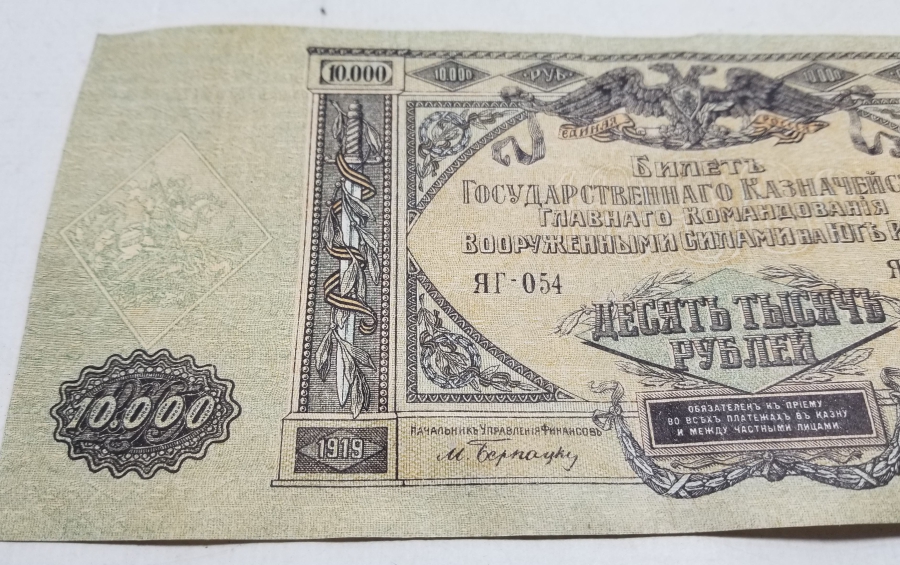 10.000
10.000
РУБ.
10.000
ЕДИНАЯ
БИЛЕТЪ
ГОСУДАРСТВЕННАГО КАЗНАЧЕЙС
ГЛАВНАГО КОМАНДОВАНІЯ
ВООРУЖЕННЫМИ СИЛАМИ НА ЮГѢ
ЯГ-054
Я
ДЕСЯТЬ ТЫСЯЧЪ
РУБЛЕЙ
ОБЯЗАТЕЛЕНЪ КЪ ПРІЕМУ
ВО ВСѢХЪ ПЛАТЕЖАХЪ ВЪ КАЗНУ
И МЕЖДУ ЧАСТНЫМИ ЛИЦАМИ
10.000
1919
НАЧАЛЬНИКЪ УПРАВЛЕНІЯ ФИНАНСОВЪ
М. Бернацку